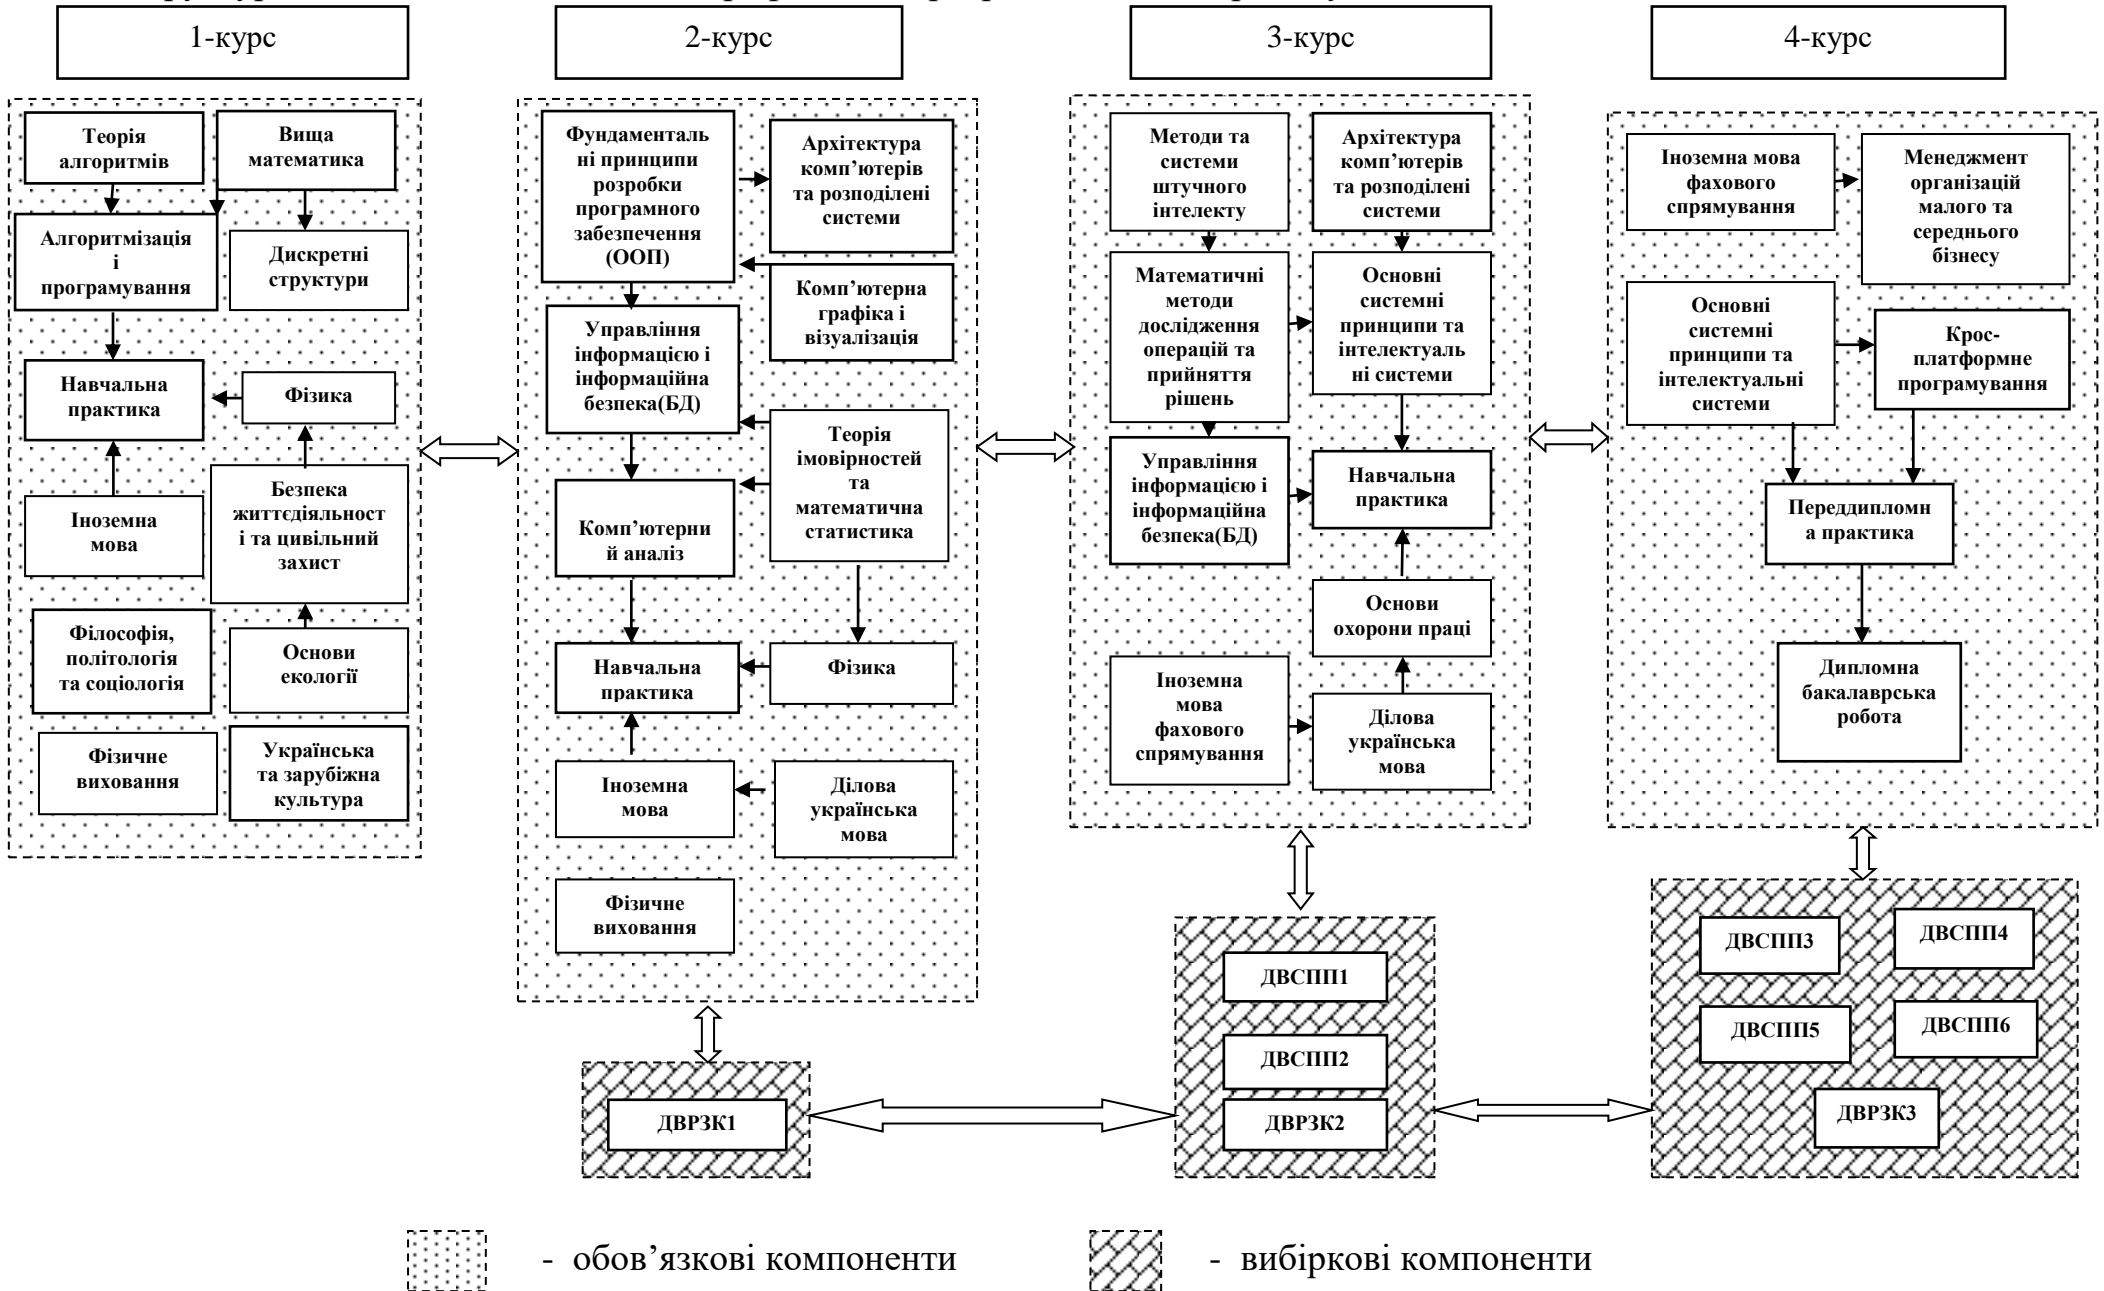 1-курс
2-курс
3-курс
4-курс
Теорія
алгоритмів
Вища
математика
Алгоритмізація
і
програмування
Дискретні
структури
Навчальна
практика
Фізика
Іноземна
мова
Безпека
життєдіяльност
і та цивільний
захист
Філософія,
політологія
та соціологія
Основи
екології
Фізичне
виховання
Українська
та зарубіжна
культура
Фундаменталь
ні принципи
розробки
програмного
забезпечення
(ООП)
Архітектура
комп’ютерів
та розподілені
системи
Комп’ютерна
графіка і
візуалізація
Управління
інформацією і
інформаційна
безпека(БД)
Теорія
імовірностей
та
математична
статистика
Комп’ютерни
й аналіз
Навчальна
практика
Фізика
Іноземна
мова
Ділова
українська
мова
Фізичне
виховання
Методи та
системи
штучного
інтелекту
Архітектура
комп’ютерів
та розподілені
системи
Математичні
методи
дослідження
операцій та
прийняття
рішень
Основні
системні
принципи та
інтелектуаль
ні системи
Управління
інформацією і
інформаційна
безпека(БД)
Навчальна
практика
Основи
охорони праці
Іноземна
мова
фахового
спрямування
Ділова
українська
мова
Іноземна мова
фахового
спрямування
Менеджмент
організацій
малого та
середнього
бізнесу
Основні
системні
принципи та
інтелектуальні
системи
Крос-
платформне
програмування
Переддипломн
а практика
Дипломна
бакалаврська
робота
ДВРЗК1
ДВСПП1
ДВСПП2
ДВРЗК2
ДВСПП3
ДВСПП4
ДВСПП5
ДВСПП6
ДВРЗК3
- обов’язкові компоненти
- вибіркові компоненти